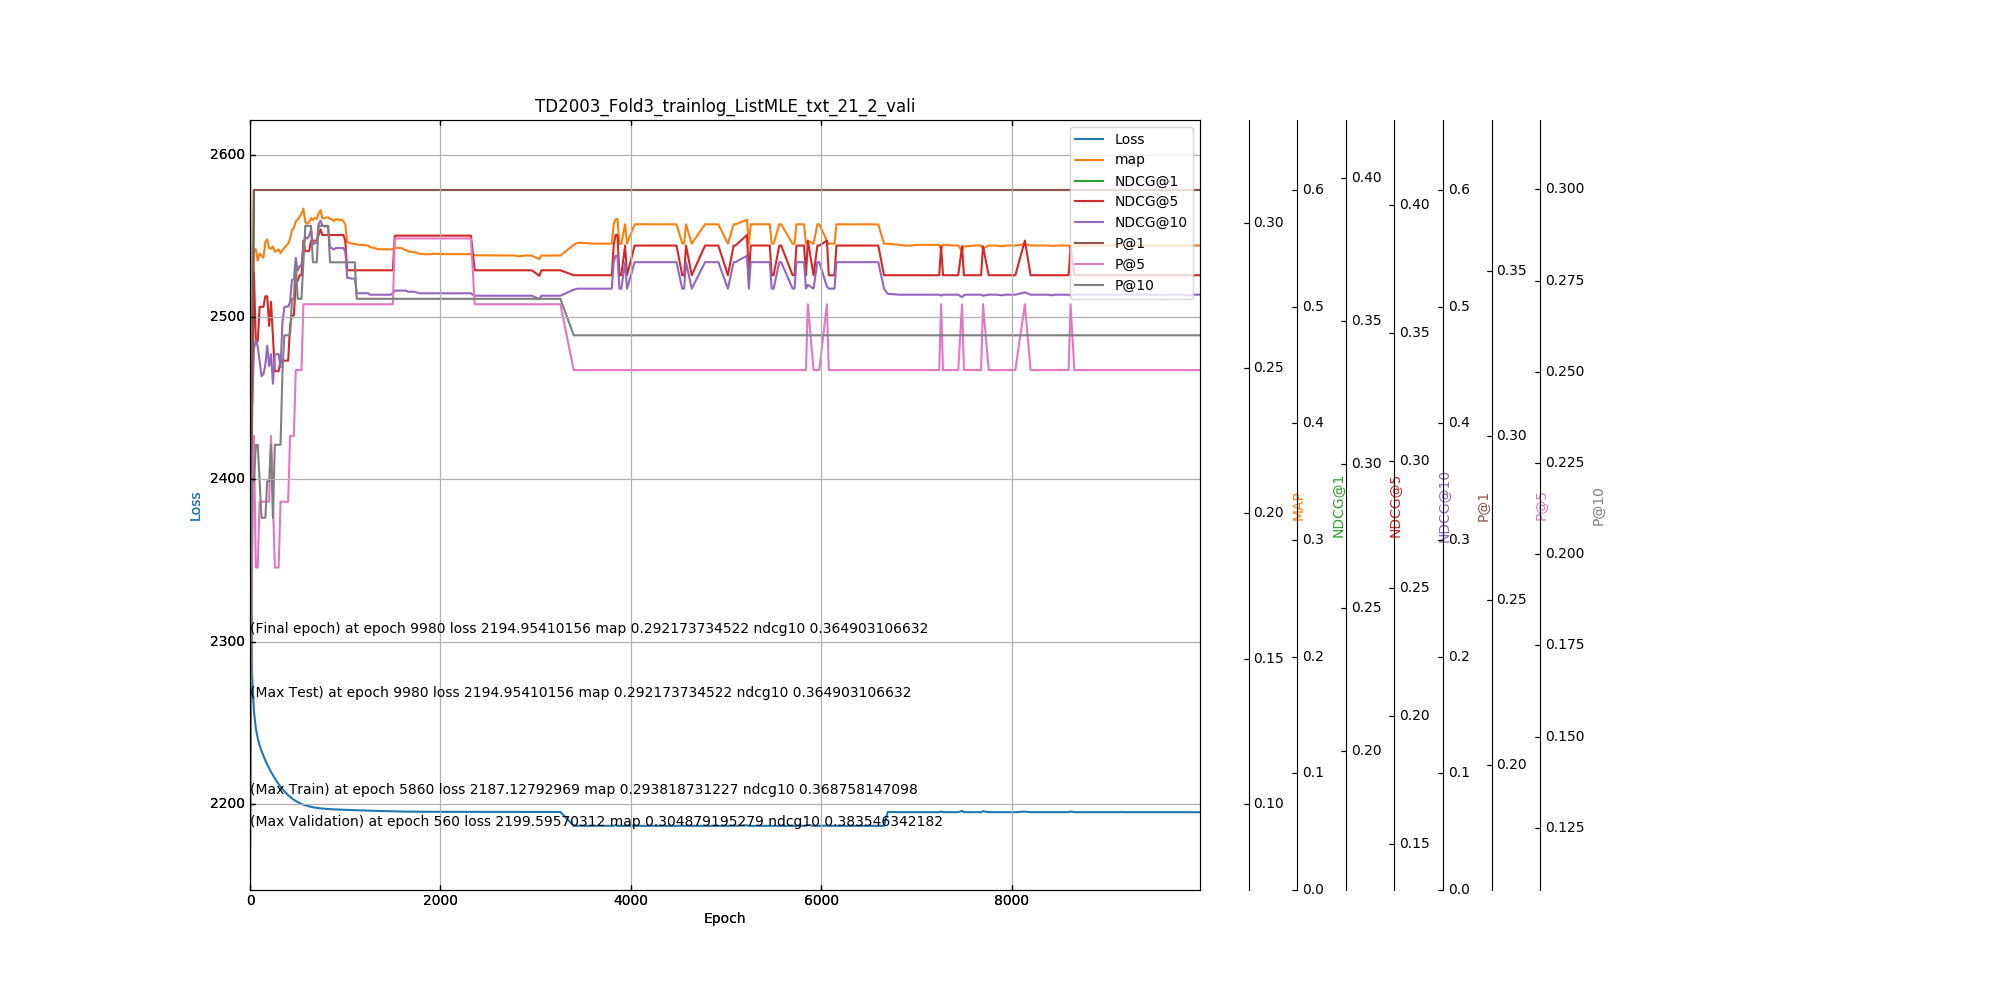 TD2003_Fold3_trainlog_ListMLE_txt_21_2_vali
Loss
map
NDCG@1
NDCG@5
NDCG@10
P@1
P@5
P@10
2600
2500
2400
2300
2200
Loss
(Final epoch) at epoch 9980 loss 2194.95410156 map 0.292173734522 ndcg10 0.364903106632
(Max Test) at epoch 9980 loss 2194.95410156 map 0.292173734522 ndcg10 0.364903106632
(Max Train) at epoch 5860 loss 2187.12792969 map 0.293818731227 ndcg10 0.368758147098
(Max Validation) at epoch 560 loss 2199.59570312 map 0.304879195279 ndcg10 0.383546342182
0 2000 4000 6000 8000
Epoch
0.30
0.25
0.20
0.15
0.10
MAP
0.6
0.5
0.4
0.3
0.2
0.1
0.0
NDCG@1
0.40
0.35
0.30
0.25
0.20
NDCG@5
0.40
0.35
0.30
0.25
0.20
0.15
NDCG@10
0.6
0.5
0.4
0.3
0.2
0.1
0.0
P@1
0.35
0.30
0.25
0.20
P@5
0.300
0.275
0.250
0.225
0.200
0.175
0.150
0.125
P@10